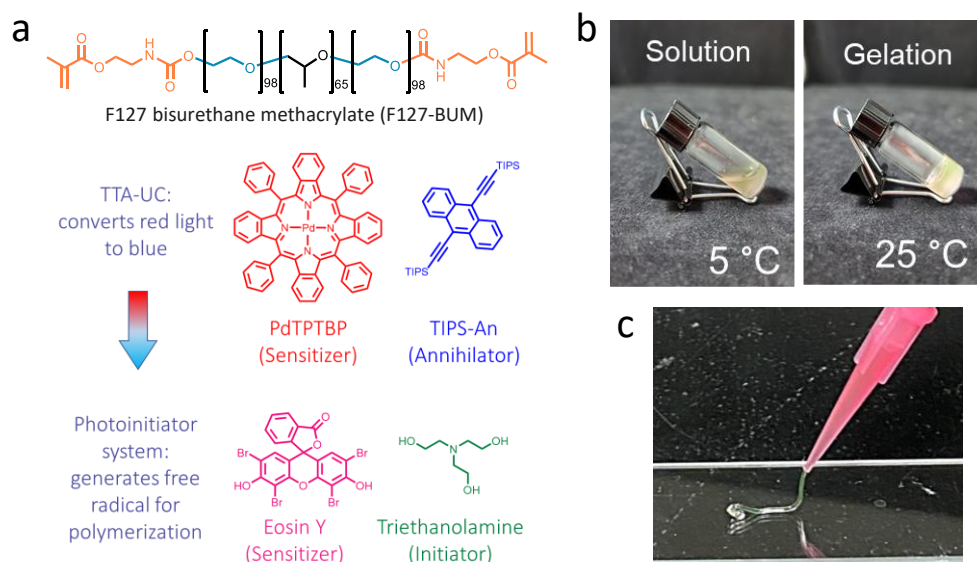 a
H
N
O
O
O
O
O
98
O
65
O
98
O
O
N
H
O
O
F127 bisurethane methacrylate (F127-BUM)
TTA-UC:
converts red light
to blue
N
N
Pd
N
N
PdTPTBP
(Sensitizer)
TIPS
TIPS
TIPS-An
(Annihilator)
Photoinitiator
system:
generates free
radical for
polymerization
O
O
Br
Br
HO
O
OH
Br
Br
Eosin Y
(Sensitizer)
HO
OH
N
OH
Triethanolamine
(Initiator)
b
Solution
5 °C
Gelation
25 °C
c